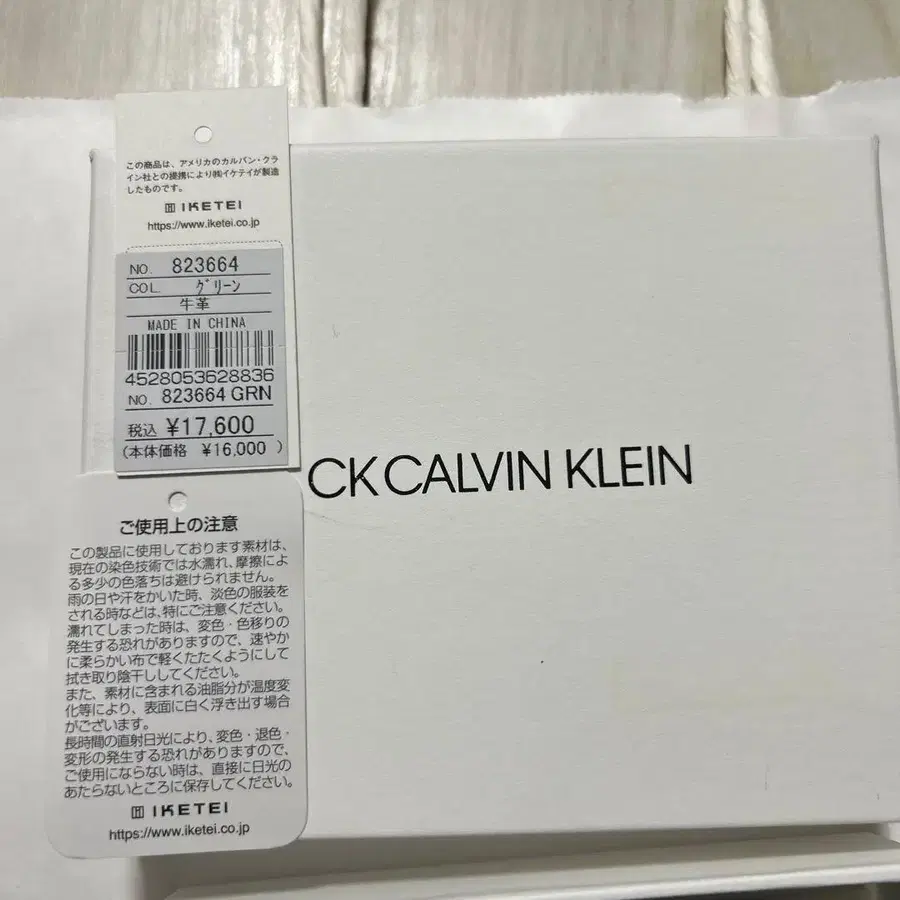 この商品は、アメリカのカルバン・クラ
イン社との提携により㈱イケテイが製造
したものです。
IKETEI
https://www.iketei.co.jp
NO. 823664
COL. グリーン
牛革
MADE IN CHINA
4528053628836
NO. 823664 GRN
税込 ¥17,600
(本体価格 ¥16,000 )
CK CALVIN KLEIN
ご使用上の注意
この製品に使用しております素材は、
現在の染色技術では水濡れ、摩擦によ
る多少の色落ちは避けられません。
雨の日や汗をかいた時、淡色の服装を
される時などは、特にご注意ください。
濡れてしまった時は、変色・色移りの
発生する恐れがありますので、速やか
に柔らかい布で軽くたたくようにして
拭き取り陰干ししてください。
また、素材に含まれる油脂分が温度変
化等により、表面に白く浮き出す場合
がございます。
長時間の直射日光により、変色・退色・
変形の発生する恐れがありますので、
ご使用にならない時は、直接に日光の
あたらないところに保存してください。
IKETEI
https://www.iketei.co.jp